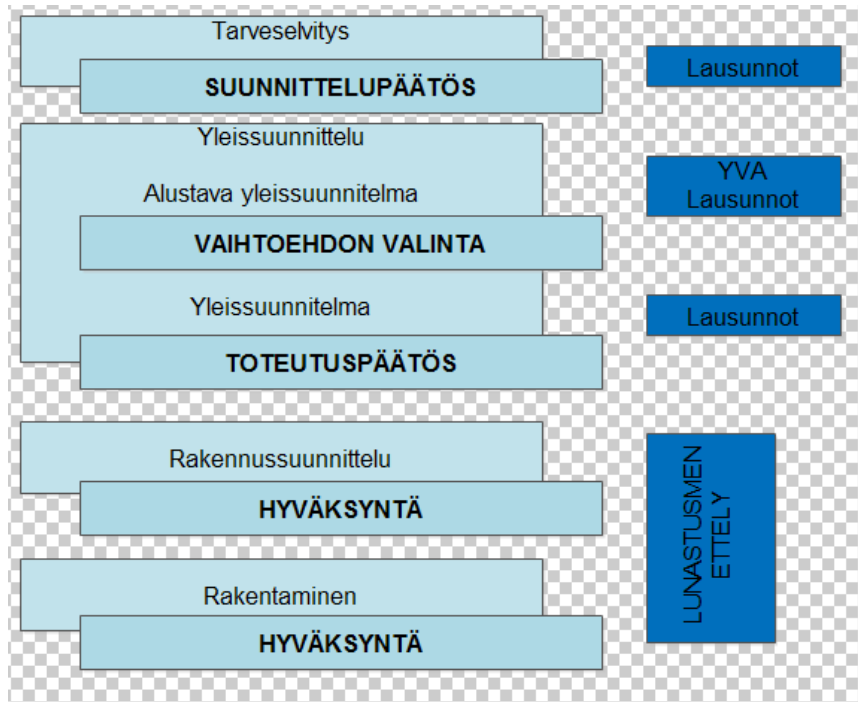 Tarveselvitys
SUUNNITTELUPÄÄTÖS
Lausunnot
Yleissuunnittelu
Alustava yleissuunnitelma
VAIHTOEHDON VALINTA
YVA
Lausunnot
Yleissuunnitelma
TOTEUTUSPÄÄTÖS
Lausunnot
Rakennussuunnittelu
HYVÄKSYNTÄ
Rakentaminen
HYVÄKSYNTÄ
LUNASTUSMEN
ETTELY